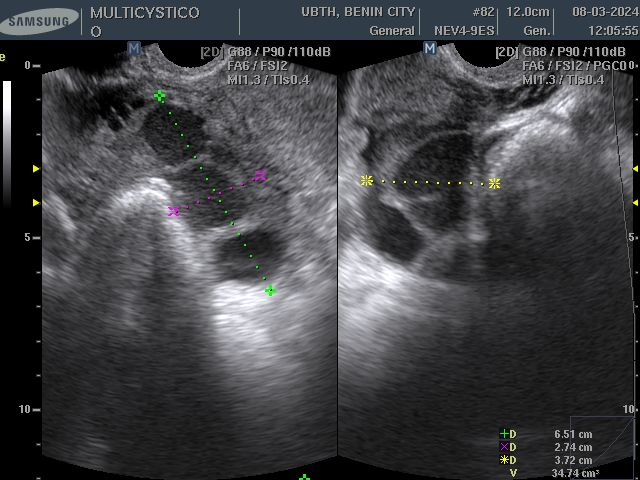 SAMSUNG
MULTICYSTICO
O
UBTH, BENIN CITY
General
#82
NEV4-9ES
12.0cm
Gen.
08-03-2024
12:05:55
e
M
[2D] G88 / P90 /110dB
FA6 / FSI2
MI1.3 / TIs0.4
M
[2D] G88 / P90 /110dB
FA6 / FSI2 / PGC00
MI1.3 / TIs0.4
0
5
10
0
5
10
D 6.51 cm
D 2.74 cm
D 3.72 cm
V 34.74 cm³